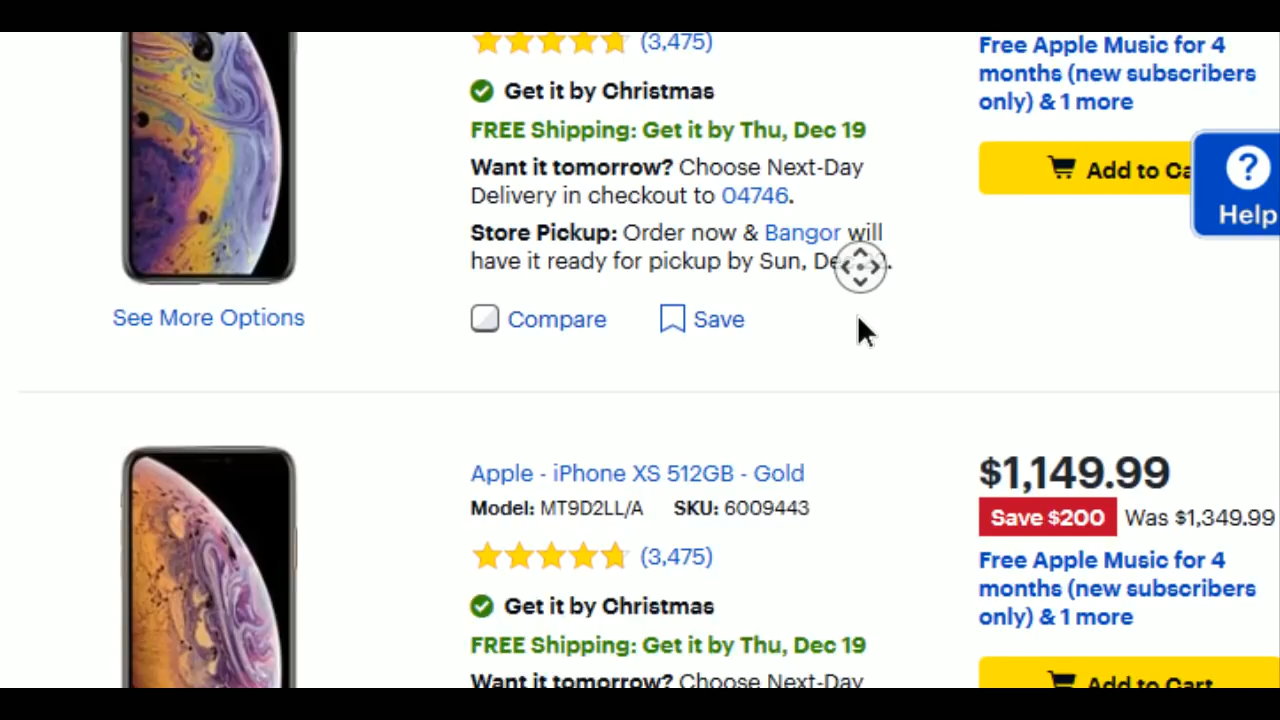 (3,475)
Get it by Christmas
FREE Shipping: Get it by Thu, Dec 19
Want it tomorrow? Choose Next-Day
Delivery in checkout to 04746.
Store Pickup: Order now & Bangor will
have it ready for pickup by Sun,
Compare
Save
See More Options
Free Apple Music for 4
months (new subscribers
only) & 1 more
Add to Ca
Help
Apple - iPhone XS 512GB - Gold
Model: MT9D2LL/A SKU: 6009443
(3,475)
Get it by Christmas
FREE Shipping: Get it by Thu, Dec 19
Want it tomorrow? Choose Next-Day
$1,149.99
Save $200 Was $1,349.99
Free Apple Music for 4
months (new subscribers
only) & 1 more
Add to Cart